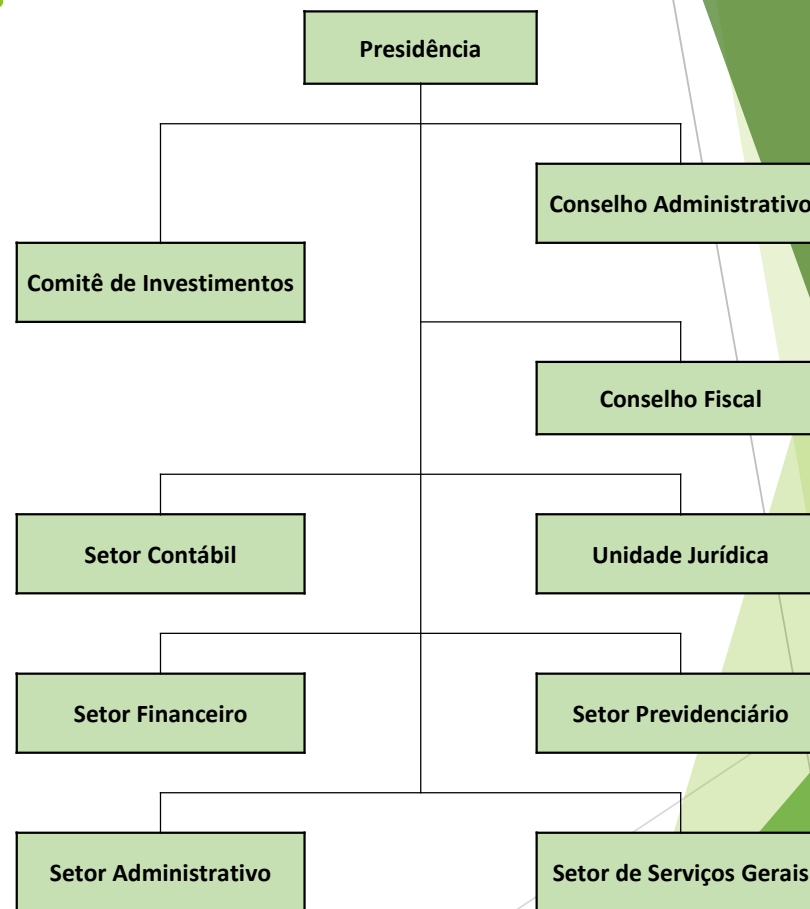 Presidência
Conselho Administrativo
Comitê de Investimentos
Conselho Fiscal
Setor Contábil
Unidade Jurídica
Setor Financeiro
Setor Previdenciário
Setor Administrativo
Setor de Serviços Gerais